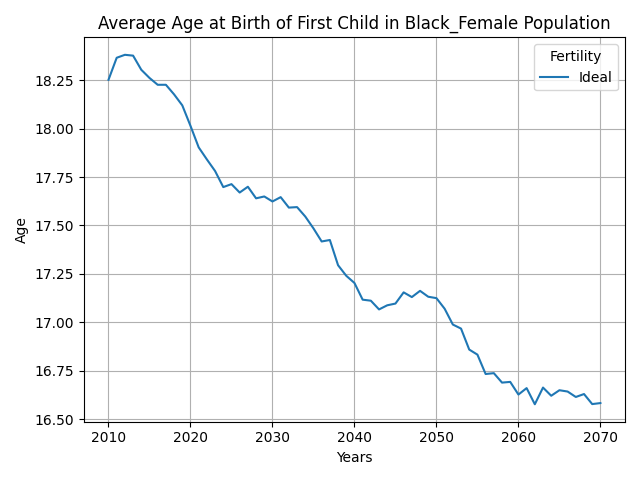 Average Age at Birth of First Child in Black_Female Population
Fertility
Ideal
Age
18.25
18.00
17.75
17.50
17.25
17.00
16.75
16.50
2010 2020 2030 2040 2050 2060 2070
Years